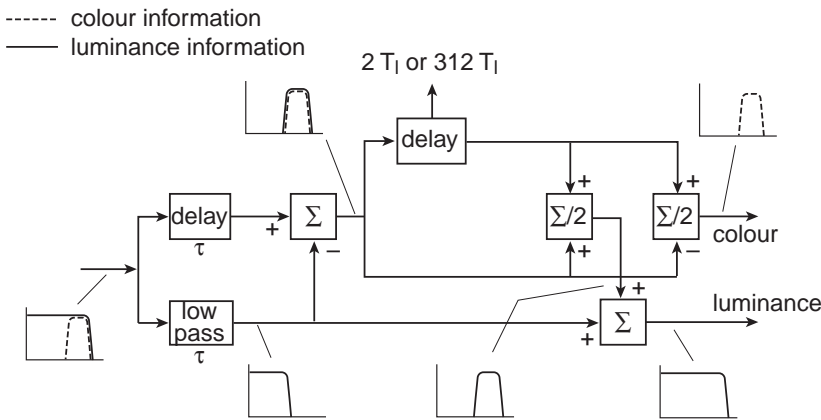 colour information
luminance information
2 Tl or 312 Tl
delay
+
+
delay
τ
+
Σ
−
Σ/2
+
Σ/2
−
colour
low
pass
τ
+
+
Σ
luminance